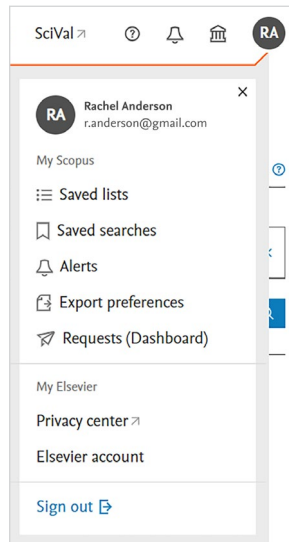 SciVal
RA
RA
Rachel Anderson
r.anderson@gmail.com
My Scopus
Saved lists
Saved searches
Alerts
Export preferences
Requests (Dashboard)
My Elsevier
Privacy center
Elsevier account
Sign out